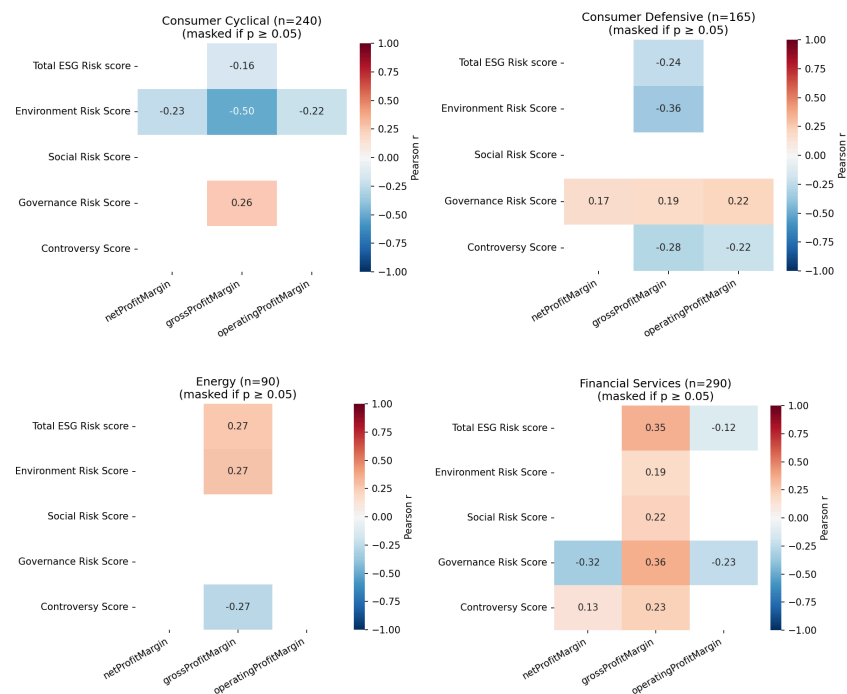 Consumer Cyclical (n=240)
(masked if p ≥ 0.05)
Total ESG Risk score
Environment Risk Score
Social Risk Score
Governance Risk Score
Controversy Score
-0.16
-0.23 -0.50 -0.22
0.26
netProfitMargin
grossProfitMargin
operatingProfitMargin
1.00
0.75
0.50
0.25
0.00
−0.25
−0.50
−0.75
−1.00
Pearson r
Consumer Defensive (n=165)
(masked if p ≥ 0.05)
Total ESG Risk score
Environment Risk Score
Social Risk Score
Governance Risk Score
Controversy Score
-0.24
-0.36
0.17 0.19 0.22
-0.28 -0.22
netProfitMargin
grossProfitMargin
operatingProfitMargin
1.00
0.75
0.50
0.25
0.00
−0.25
−0.50
−0.75
−1.00
Pearson r
Energy (n=90)
(masked if p ≥ 0.05)
Total ESG Risk score
Environment Risk Score
Social Risk Score
Governance Risk Score
Controversy Score
0.27
0.27
-0.27
netProfitMargin
grossProfitMargin
operatingProfitMargin
1.00
0.75
0.50
0.25
0.00
−0.25
−0.50
−0.75
−1.00
Pearson r
Financial Services (n=290)
(masked if p ≥ 0.05)
Total ESG Risk score
Environment Risk Score
Social Risk Score
Governance Risk Score
Controversy Score
0.35 -0.12
0.19
0.22
-0.32 0.36 -0.23
0.13 0.23
netProfitMargin
grossProfitMargin
operatingProfitMargin
1.00
0.75
0.50
0.25
0.00
−0.25
−0.50
−0.75
−1.00
Pearson r